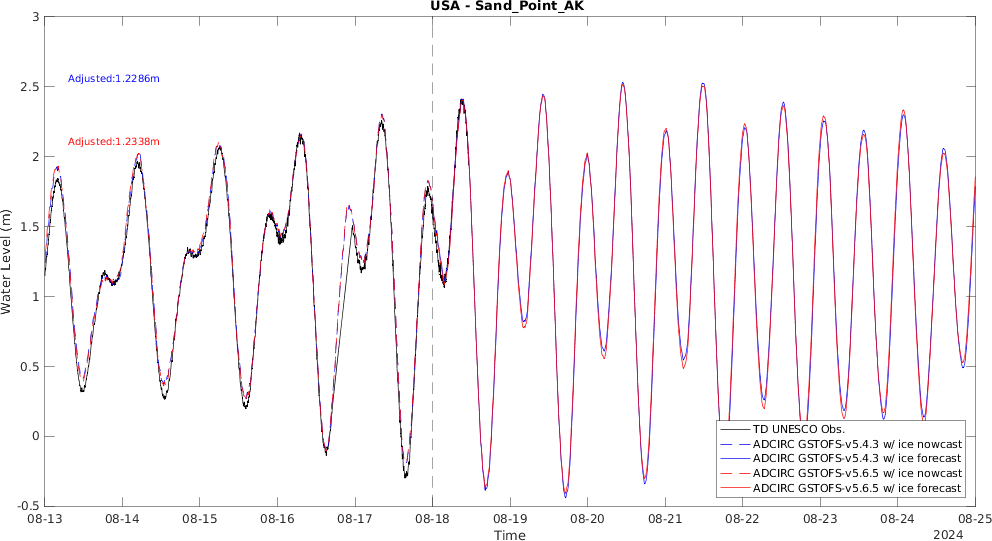 USA - Sand_Point_AK
3
2.5
2
1.5
1
0.5
0
-0.5
Water Level (m)
Adjusted:1.2286m
Adjusted:1.2338m
TD UNESCO Obs.
ADCIRC GSTOFS-v5.4.3 w/ ice nowcast
ADCIRC GSTOFS-v5.4.3 w/ ice forecast
ADCIRC GSTOFS-v5.6.5 w/ ice nowcast
ADCIRC GSTOFS-v5.6.5 w/ ice forecast
08-13 08-14 08-15 08-16 08-17 08-18 08-19 08-20 08-21 08-22 08-23 08-24 08-25
Time
2024